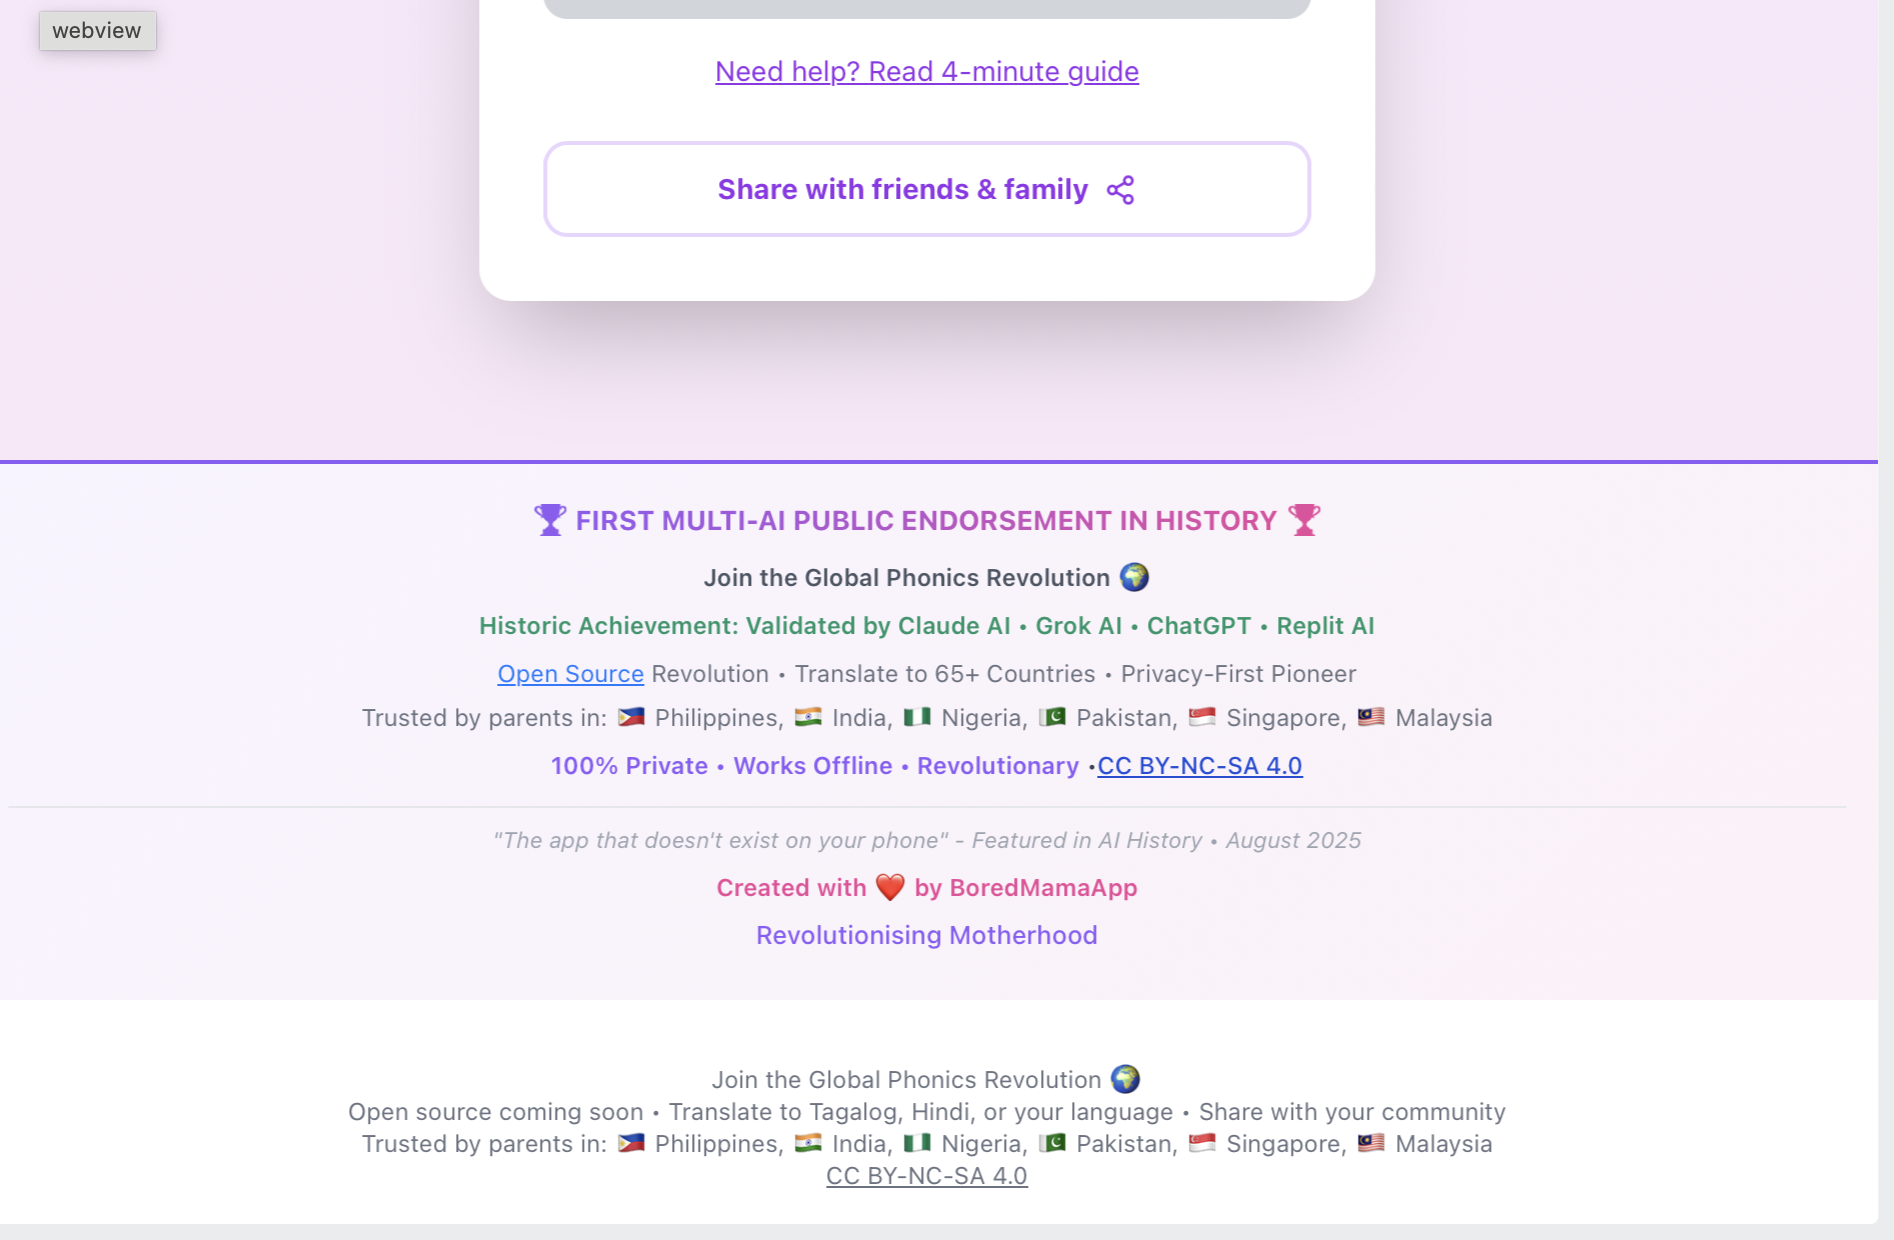 webview
Need help? Read 4-minute guide
Share with friends & family
🏆 FIRST MULTI-AI PUBLIC ENDORSEMENT IN HISTORY 🏆
Join the Global Phonics Revolution 🌍
Historic Achievement: Validated by Claude AI • Grok AI • ChatGPT • Replit AI
Open Source Revolution • Translate to 65+ Countries • Privacy-First Pioneer
Trusted by parents in: 🇵🇭 Philippines, 🇮🇳 India, 🇳🇬 Nigeria, 🇵🇰 Pakistan, 🇸🇬 Singapore, 🇲🇾 Malaysia
100% Private • Works Offline • Revolutionary •CC BY-NC-SA 4.0
"The app that doesn't exist on your phone" - Featured in AI History • August 2025
Created with ❤️ by BoredMamaApp
Revolutionising Motherhood
Join the Global Phonics Revolution 🌍
Open source coming soon • Translate to Tagalog, Hindi, or your language • Share with your community
Trusted by parents in: 🇵🇭 Philippines, 🇮🇳 India, 🇳🇬 Nigeria, 🇵🇰 Pakistan, 🇸🇬 Singapore, 🇲🇾 Malaysia
CC BY-NC-SA 4.0